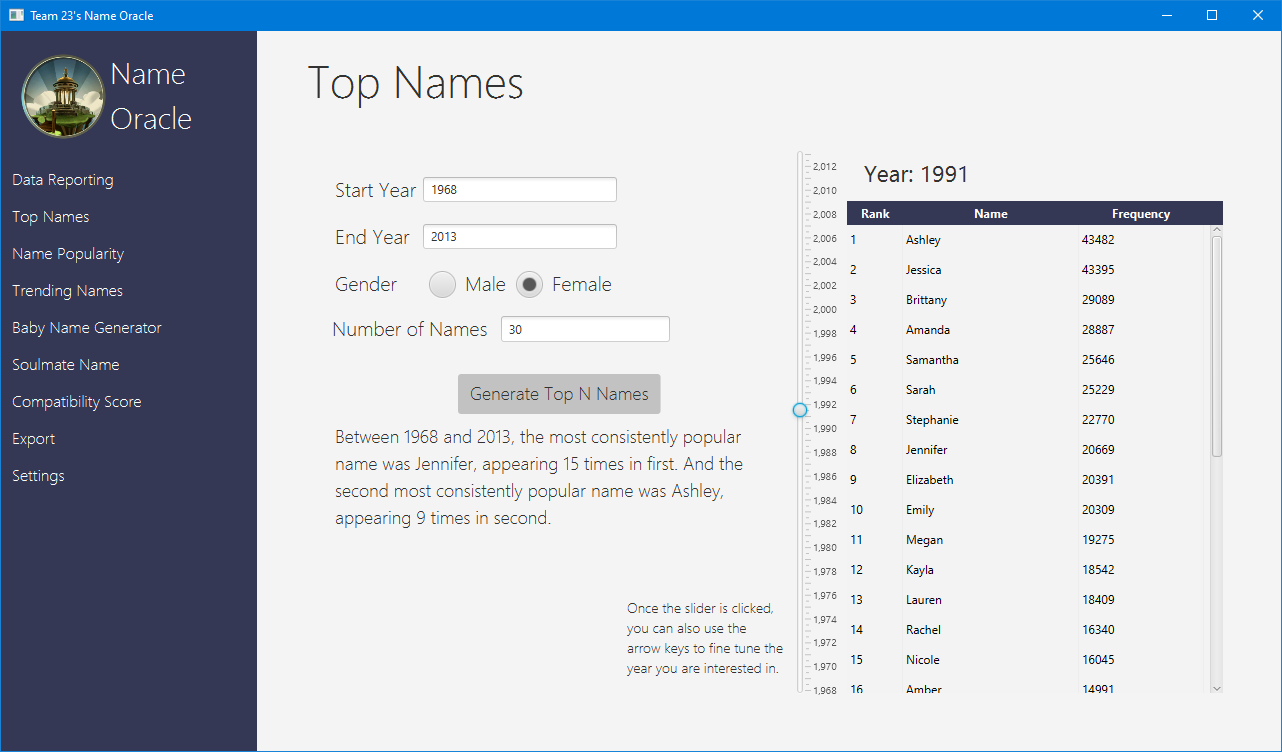 Team 23's Name Oracle
Name
Oracle
Data Reporting
Top Names
Name Popularity
Trending Names
Baby Name Generator
Soulmate Name
Compatibility Score
Export
Settings
Top Names
Start Year 1968
End Year 2013
Gender Male Female
Number of Names 30
Generate Top N Names
Between 1968 and 2013, the most consistently popular
name was Jennifer, appearing 15 times in first. And the
second most consistently popular name was Ashley,
appearing 9 times in second.
Once the slider is clicked,
you can also use the
arrow keys to fine tune the
year you are interested in.
2,012
2,010
2,008
2,006
2,004
2,002
2,000
1,998
1,996
1,994
1,992
1,990
1,988
1,986
1,984
1,982
1,980
1,978
1,976
1,974
1,972
1,970
1,968
Year: 1991
Rank Name Frequency
1 Ashley 43482
2 Jessica 43395
3 Brittany 29089
4 Amanda 28887
5 Samantha 25646
6 Sarah 25229
7 Stephanie 22770
8 Jennifer 20669
9 Elizabeth 20391
10 Emily 20309
11 Megan 19275
12 Kayla 18542
13 Lauren 18409
14 Rachel 16340
15 Nicole 16045
16 Amber 14991